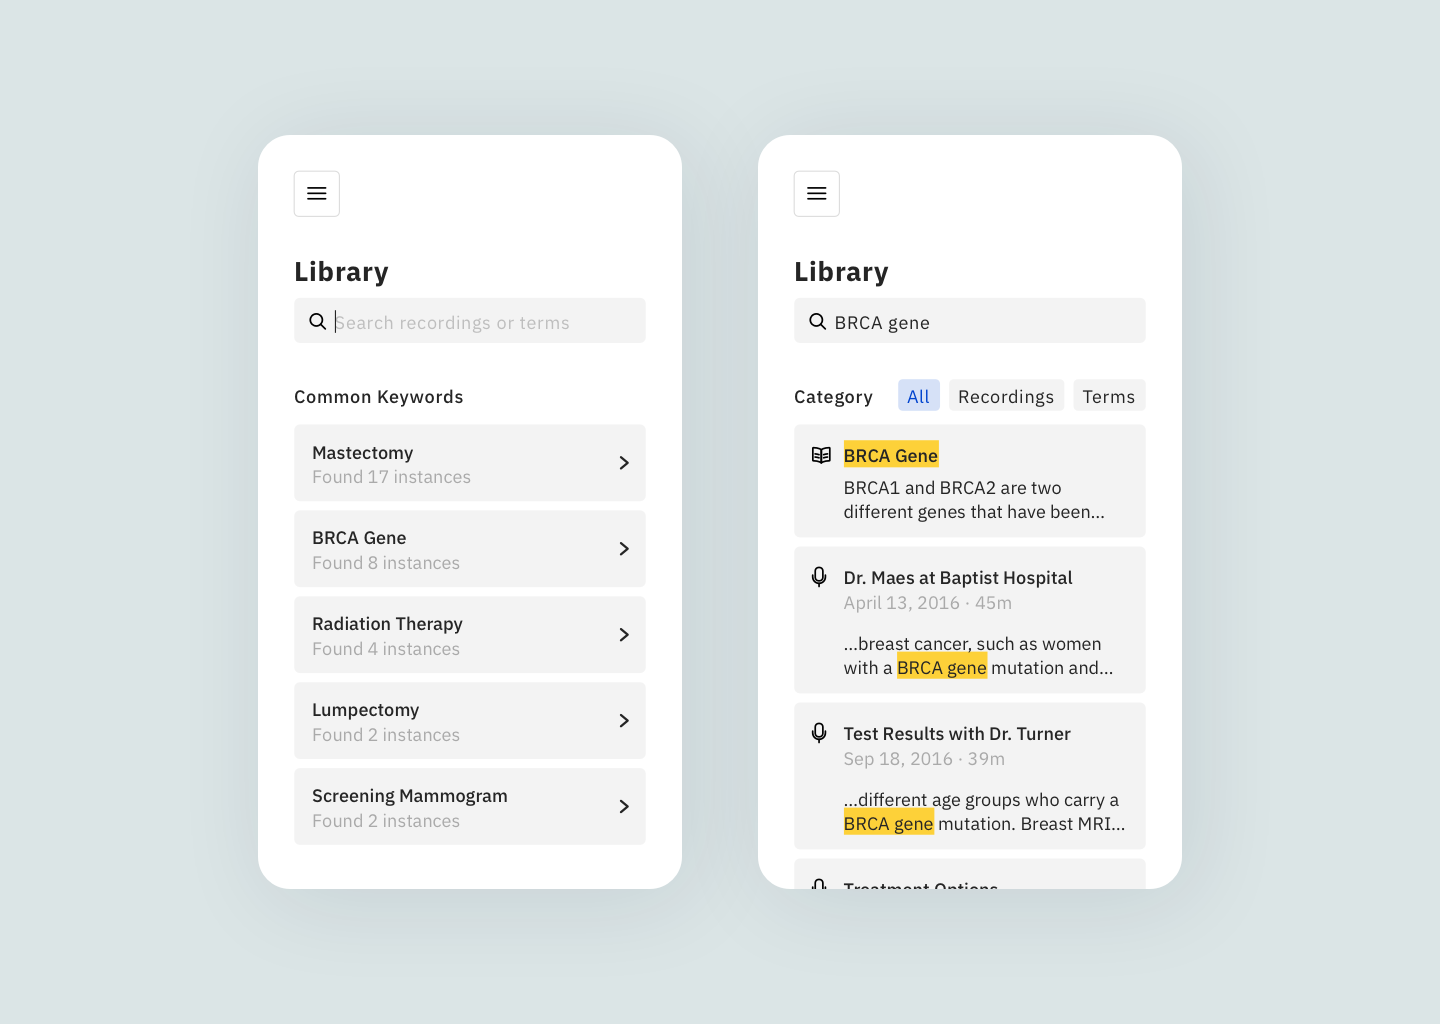 Library
Search recordings or terms
Common Keywords
Mastectomy
Found 17 instances
BRCA Gene
Found 8 instances
Radiation Therapy
Found 4 instances
Lumpectomy
Found 2 instances
Screening Mammogram
Found 2 instances
Library
BRCA gene
Category All Recordings Terms
BRCA Gene
BRCA1 and BRCA2 are two
different genes that have been...
Dr. Maes at Baptist Hospital
April 13, 2016 · 45m
...breast cancer, such as women
with a BRCA gene mutation and...
Test Results with Dr. Turner
Sep 18, 2016 · 39m
...different age groups who carry a
BRCA gene mutation. Breast MRI...
Treatment Options